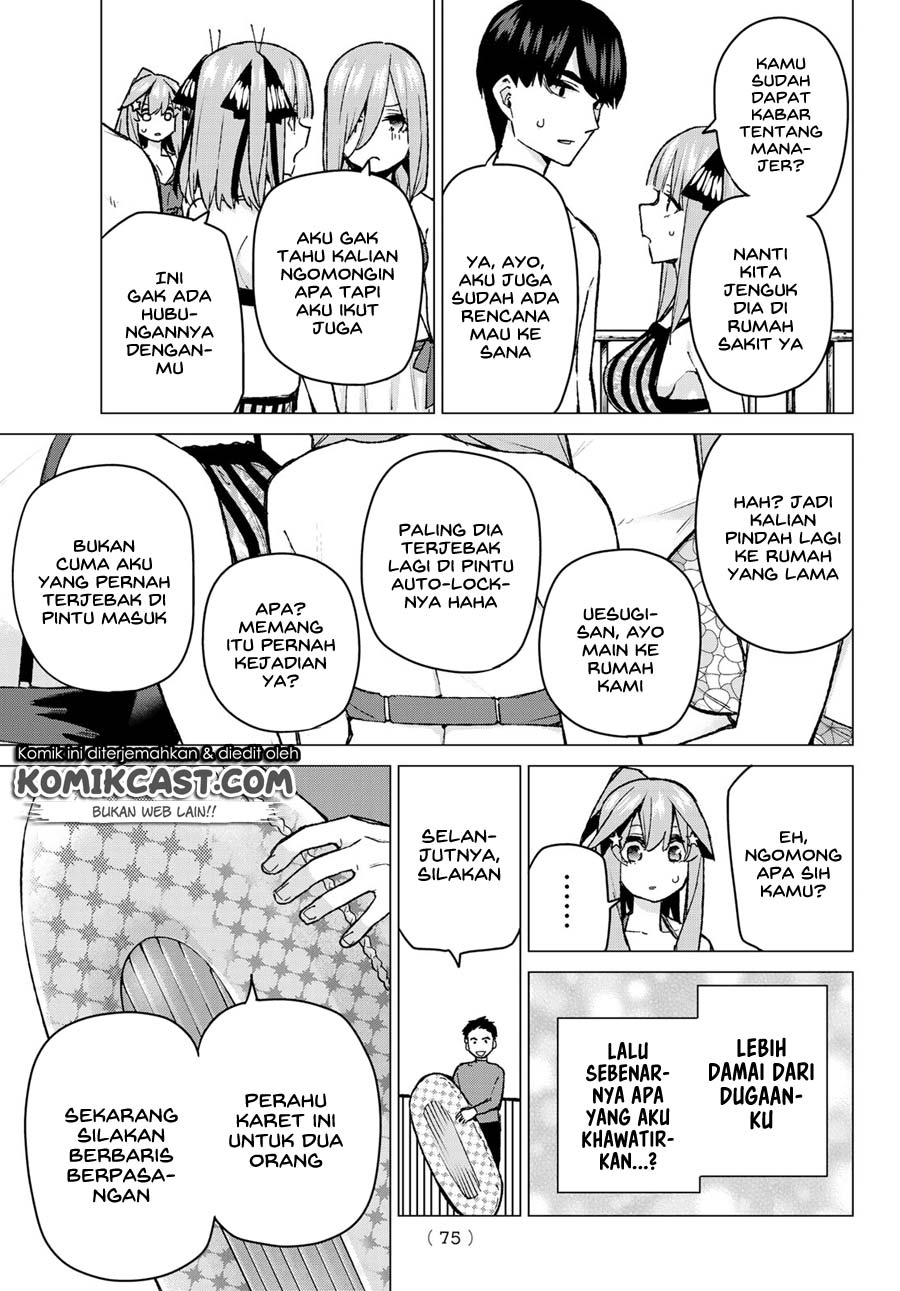 KAMU
SUDAH
DAPAT
KABAR
TENTANG
MANA-
JER?
NANTI
KITA
JENGUK
DIA DI
RUMAH
SAKIT YA
YA, AYO,
AKU JUGA
SUDAH ADA
RENCANA
MAU KE
SANA
AKU GAK
TAHU KALIAN
NGOMONGIN
APA TAPI
AKU IKUT
JUGA
INI
GAK ADA
HUBU-
NGANNYA
DENGAN-
MU
HAH? JADI
KALIAN
PINDAH LAGI
KE RUMAH
YANG LAMA
UESUGI-
SAN, AYO
MAIN KE
RUMAH
KAMI
PALING DIA
TERJEBAK
LAGI DI PINTU
AUTO-LOCK-
NYA HAHA
APA?
MEMANG
ITU PERNAH
KEJADIAN
YA?
BUKAN
CUMA AKU
YANG PERNAH
TERJEBAK DI
PINTU MASUK
Komik ini diterjemahkan & diedit oleh
KOMIKCAST.COM
BUKAN WEB LAIN!!
EH,
NGOMONG
APA SIH
KAMU?
......
LEBIH
DAMAI DARI
DUGAAN-
KU
LALU
SEBENAR-
NYA APA
YANG AKU
KHAWATIR-
KAN...?
SELAN-
JUTNYA,
SILAKAN
PERAHU
KARET INI
UNTUK DUA
ORANG
SEKARANG
SILAKAN
BERBARIS
BERPASA-
NGAN
( 75 )